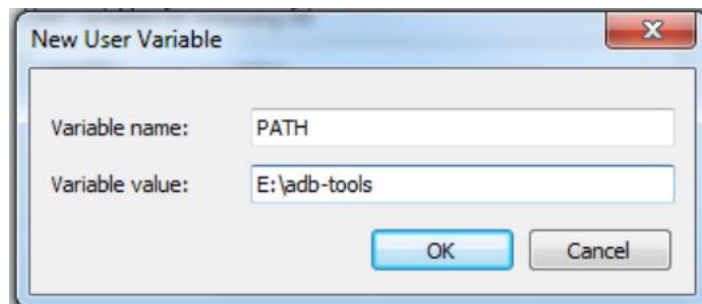 New User Variable
Variable name: PATH
Variable value: E:\adb-tools
OK Cancel